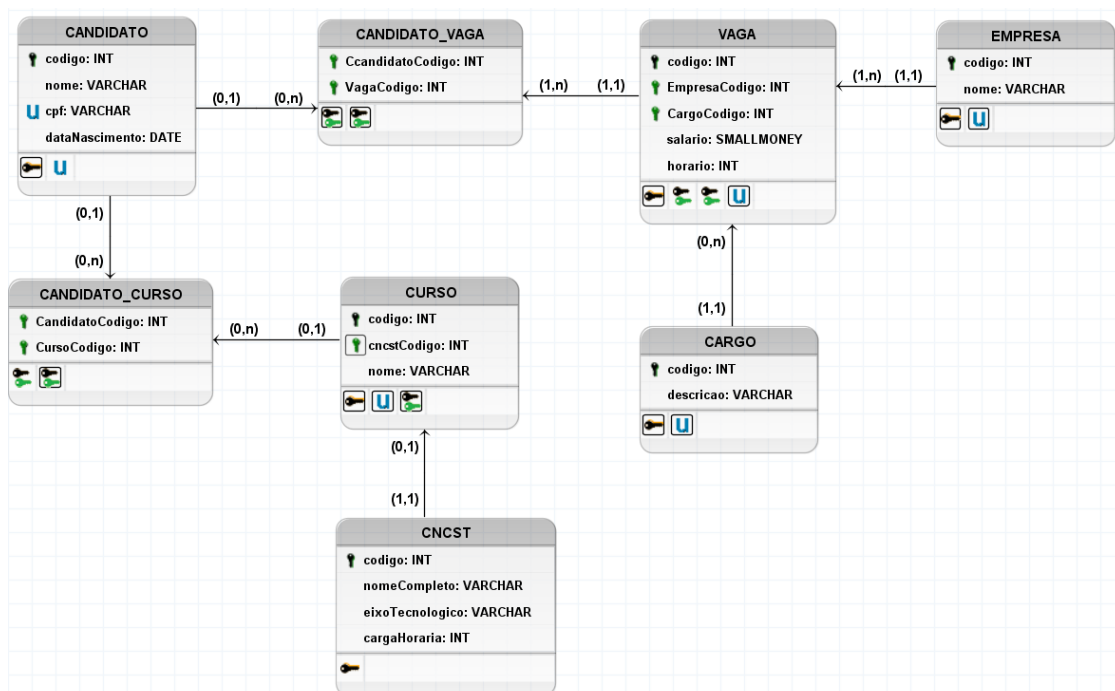 CANDIDATO
codigo: INT
nome: VARCHAR
U cpf: VARCHAR
dataNascimento: DATE
U
CANDIDATO_VAGA
CcandidatoCodigo: INT
VagaCodigo: INT
VAGA
codigo: INT
EmpresaCodigo: INT
CargoCodigo: INT
salario: SMALLMONEY
horario: INT
U
EMPRESA
codigo: INT
nome: VARCHAR
U
(0,1) (0,n)
(1,n) (1,1)
(1,n) (1,1)
(0,1)
(0,n)
(0,n)
(1,1)
CANDIDATO_CURSO
CandidatoCodigo: INT
CursoCodigo: INT
(0,n) (0,1)
CURSO
codigo: INT
cncstCodigo: INT
nome: VARCHAR
U
CARGO
codigo: INT
descricao: VARCHAR
U
(0,1)
(1,1)
CNCST
codigo: INT
nomeCompleto: VARCHAR
eixoTecnologico: VARCHAR
cargaHoraria: INT